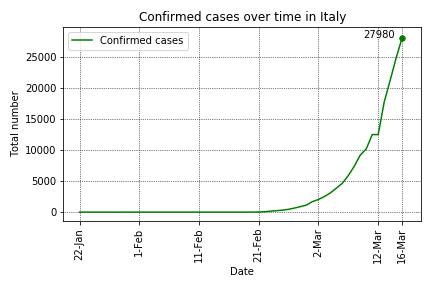 Confirmed cases over time in Italy
27980
Confirmed cases
25000
20000
15000
10000
5000
0
Total number
22-Jan
1-Feb
11-Feb
21-Feb
2-Mar
12-Mar
16-Mar
Date